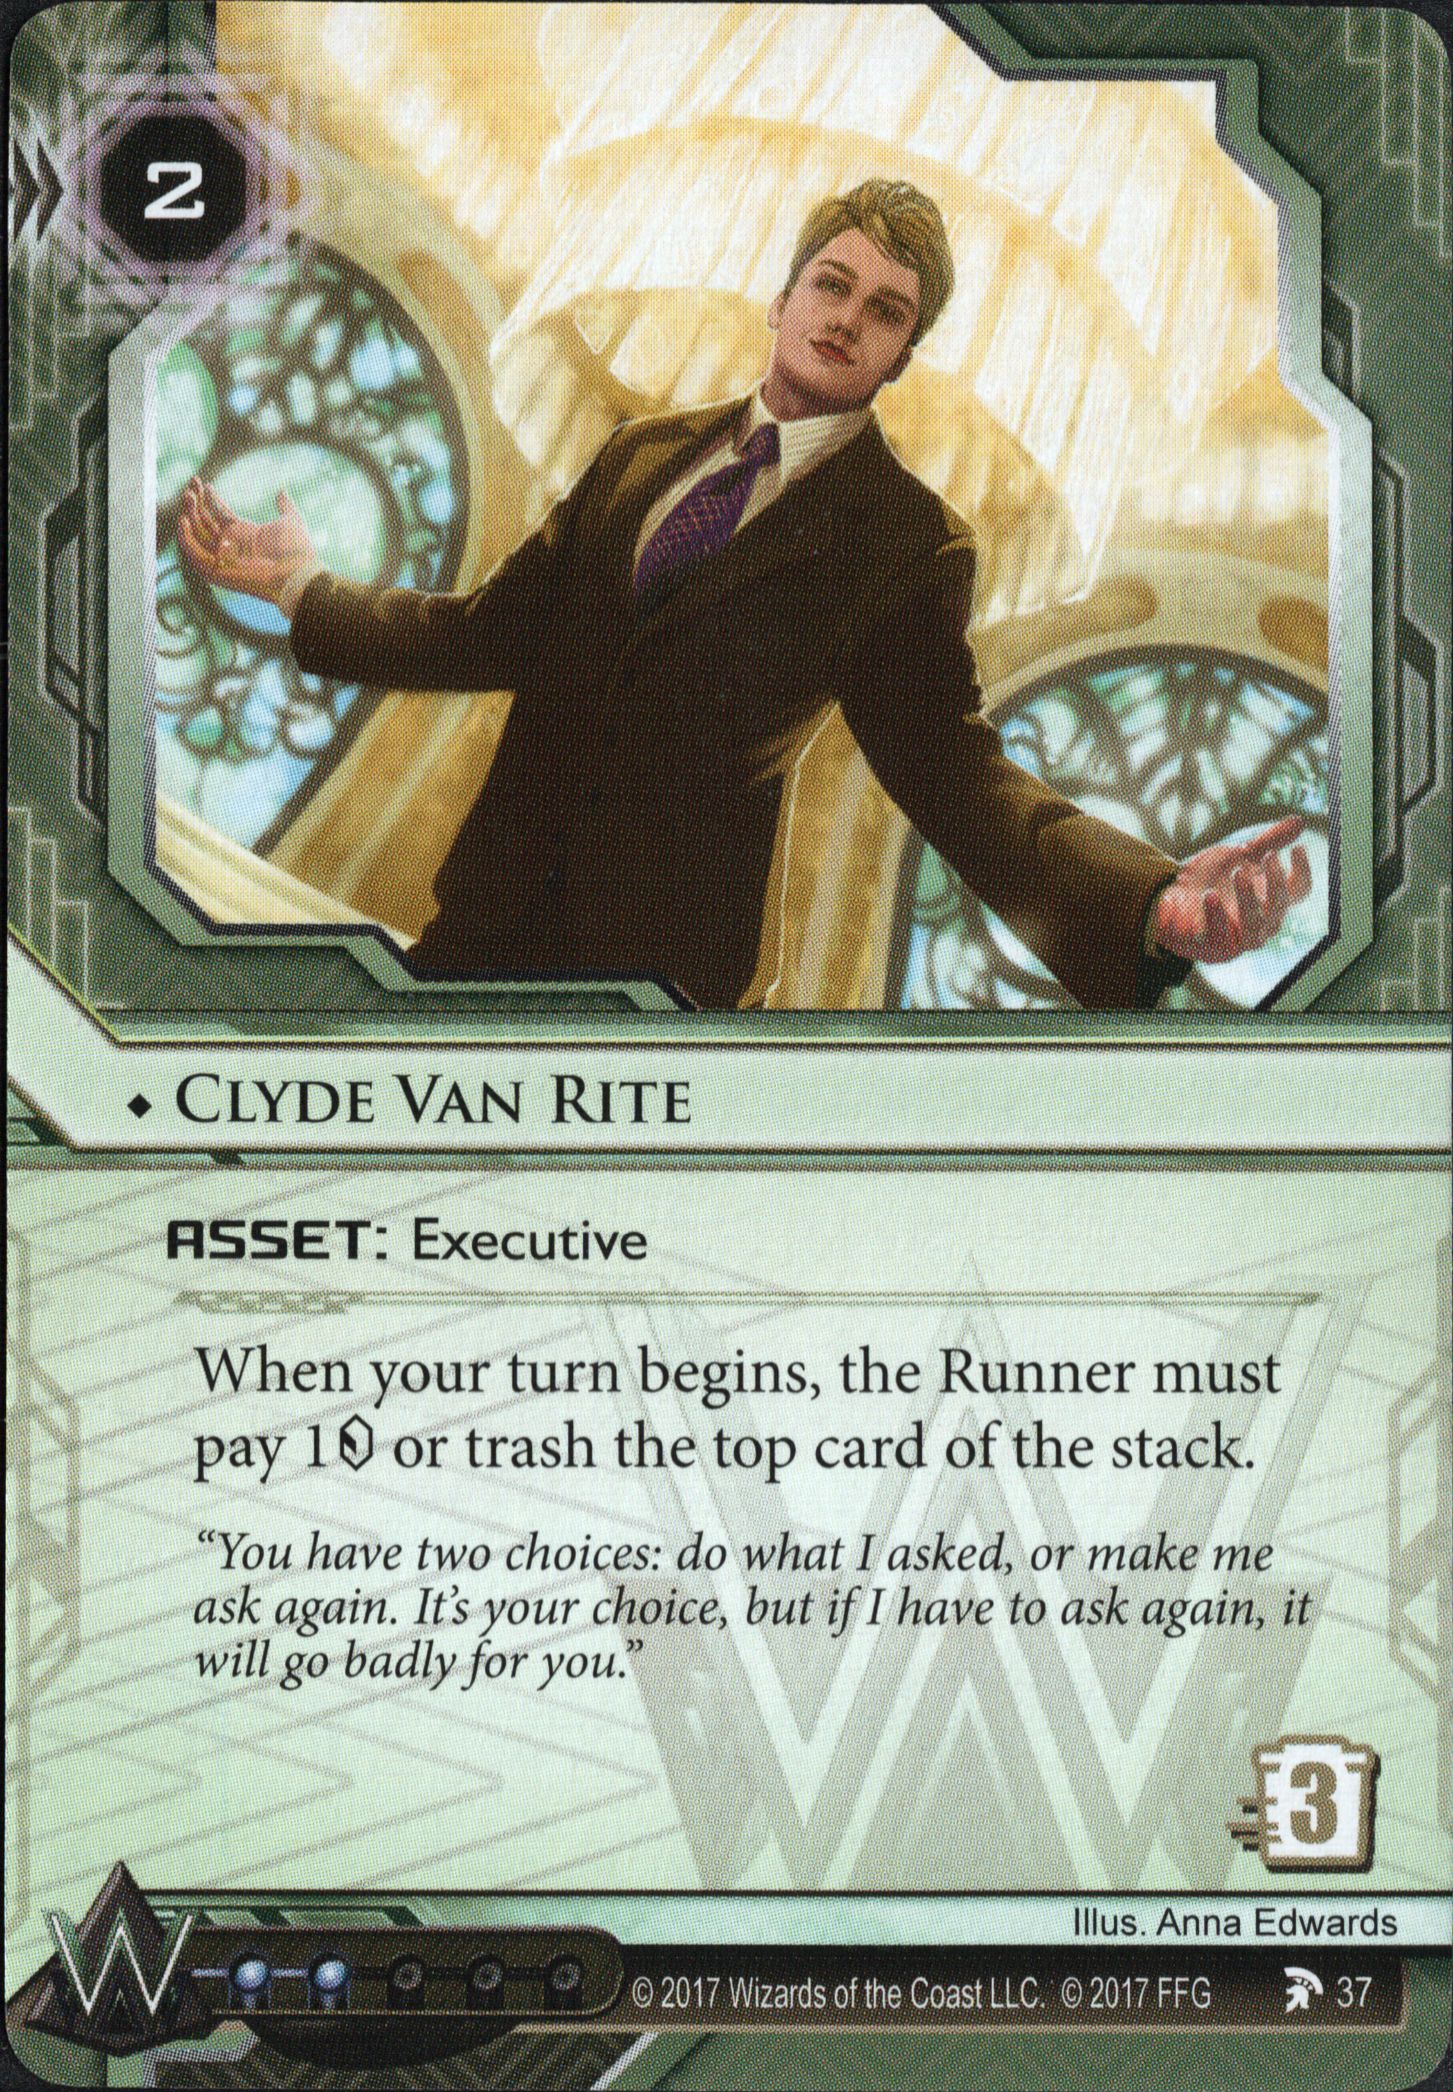 2
◆ CLYDE VAN RITE
ASSET: Executive
When your turn begins, the Runner must
pay 1 or trash the top card of the stack.
“You have two choices: do what I asked, or make me
ask again. It’s your choice, but if I have to ask again, it
will go badly for you.”
3
Illus. Anna Edwards
W
© 2017 Wizards of the Coast LLC. © 2017 FFG 37